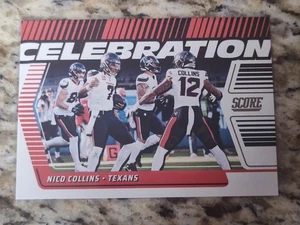 CELEBRATION
COLLINS
12
SCORE
NICO COLLINS • TEXANS